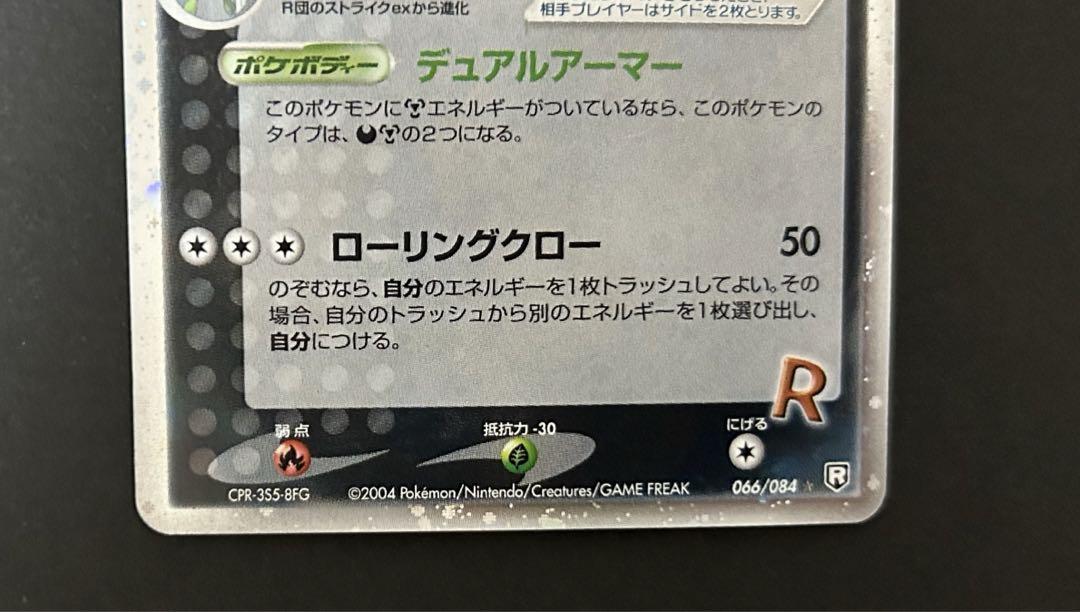 R団のストライクexから進化
相手プレイヤーはサイドを2枚とります。
ポケボディー デュアルアーマー
このポケモンにエネルギーがついているなら、このポケモンの
タイプは、の2つになる。
ローリングクロー 50
のぞむなら、自分のエネルギーを1枚トラッシュしてよい。その
場合、自分のトラッシュから別のエネルギーを1枚選び出し、
自分につける。
R
弱点 抵抗力 -30 にげる
CPR-3S5-8FG ©2004 Pokémon/Nintendo/Creatures/GAME FREAK 066/084 ★ R